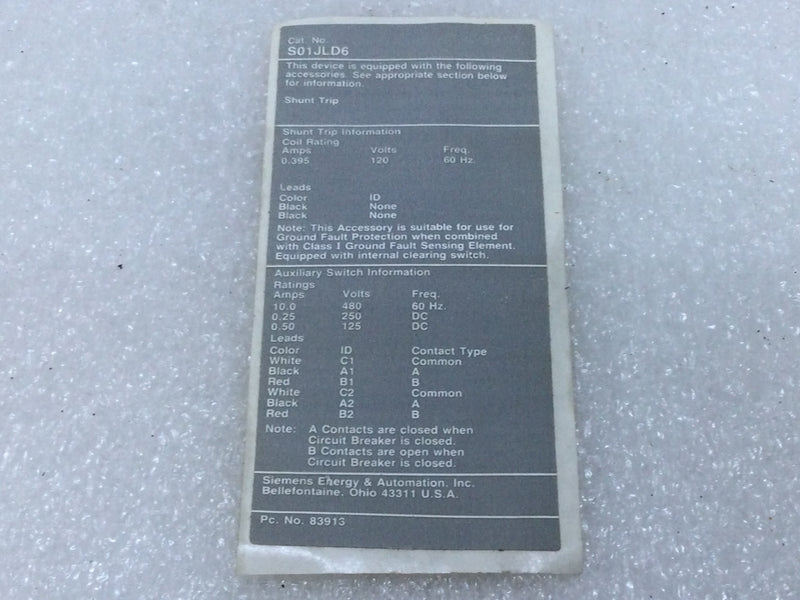 Cat. No.
S01JLD6
This device is equipped with the following
accessories. See appropriate section below
for information.
Shunt Trip
Shunt Trip Information
Coil Rating
Amps Volts Freq.
0.395 120 60 Hz.
Leads
Color ID
Black None
Black None
Note: This Accessory is suitable for use for
Ground Fault Protection when combined
with Class I Ground Fault Sensing Element.
Equipped with internal clearing switch.
Auxiliary Switch Information
Ratings
Amps Volts Freq.
10.0 480 60 Hz.
0.25 250 DC
0.50 125 DC
Leads
Color ID Contact Type
White C1 Common
Black A1 A
Red B1 B
White C2 Common
Black A2 A
Red B2 B
Note: A Contacts are closed when
Circuit Breaker is closed.
B Contacts are open when
Circuit Breaker is closed.
Siemens Energy & Automation, Inc.
Bellefontaine, Ohio 43311 U.S.A.
Pc. No. 83913